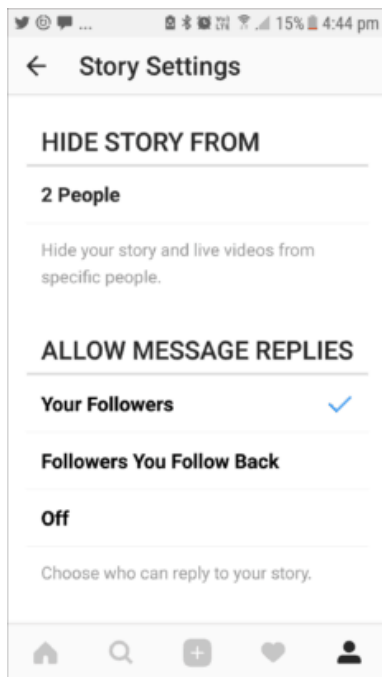 ... 15% 4:44 pm
Story Settings
HIDE STORY FROM
2 People
Hide your story and live videos from
specific people.
ALLOW MESSAGE REPLIES
Your Followers
Followers You Follow Back
Off
Choose who can reply to your story.